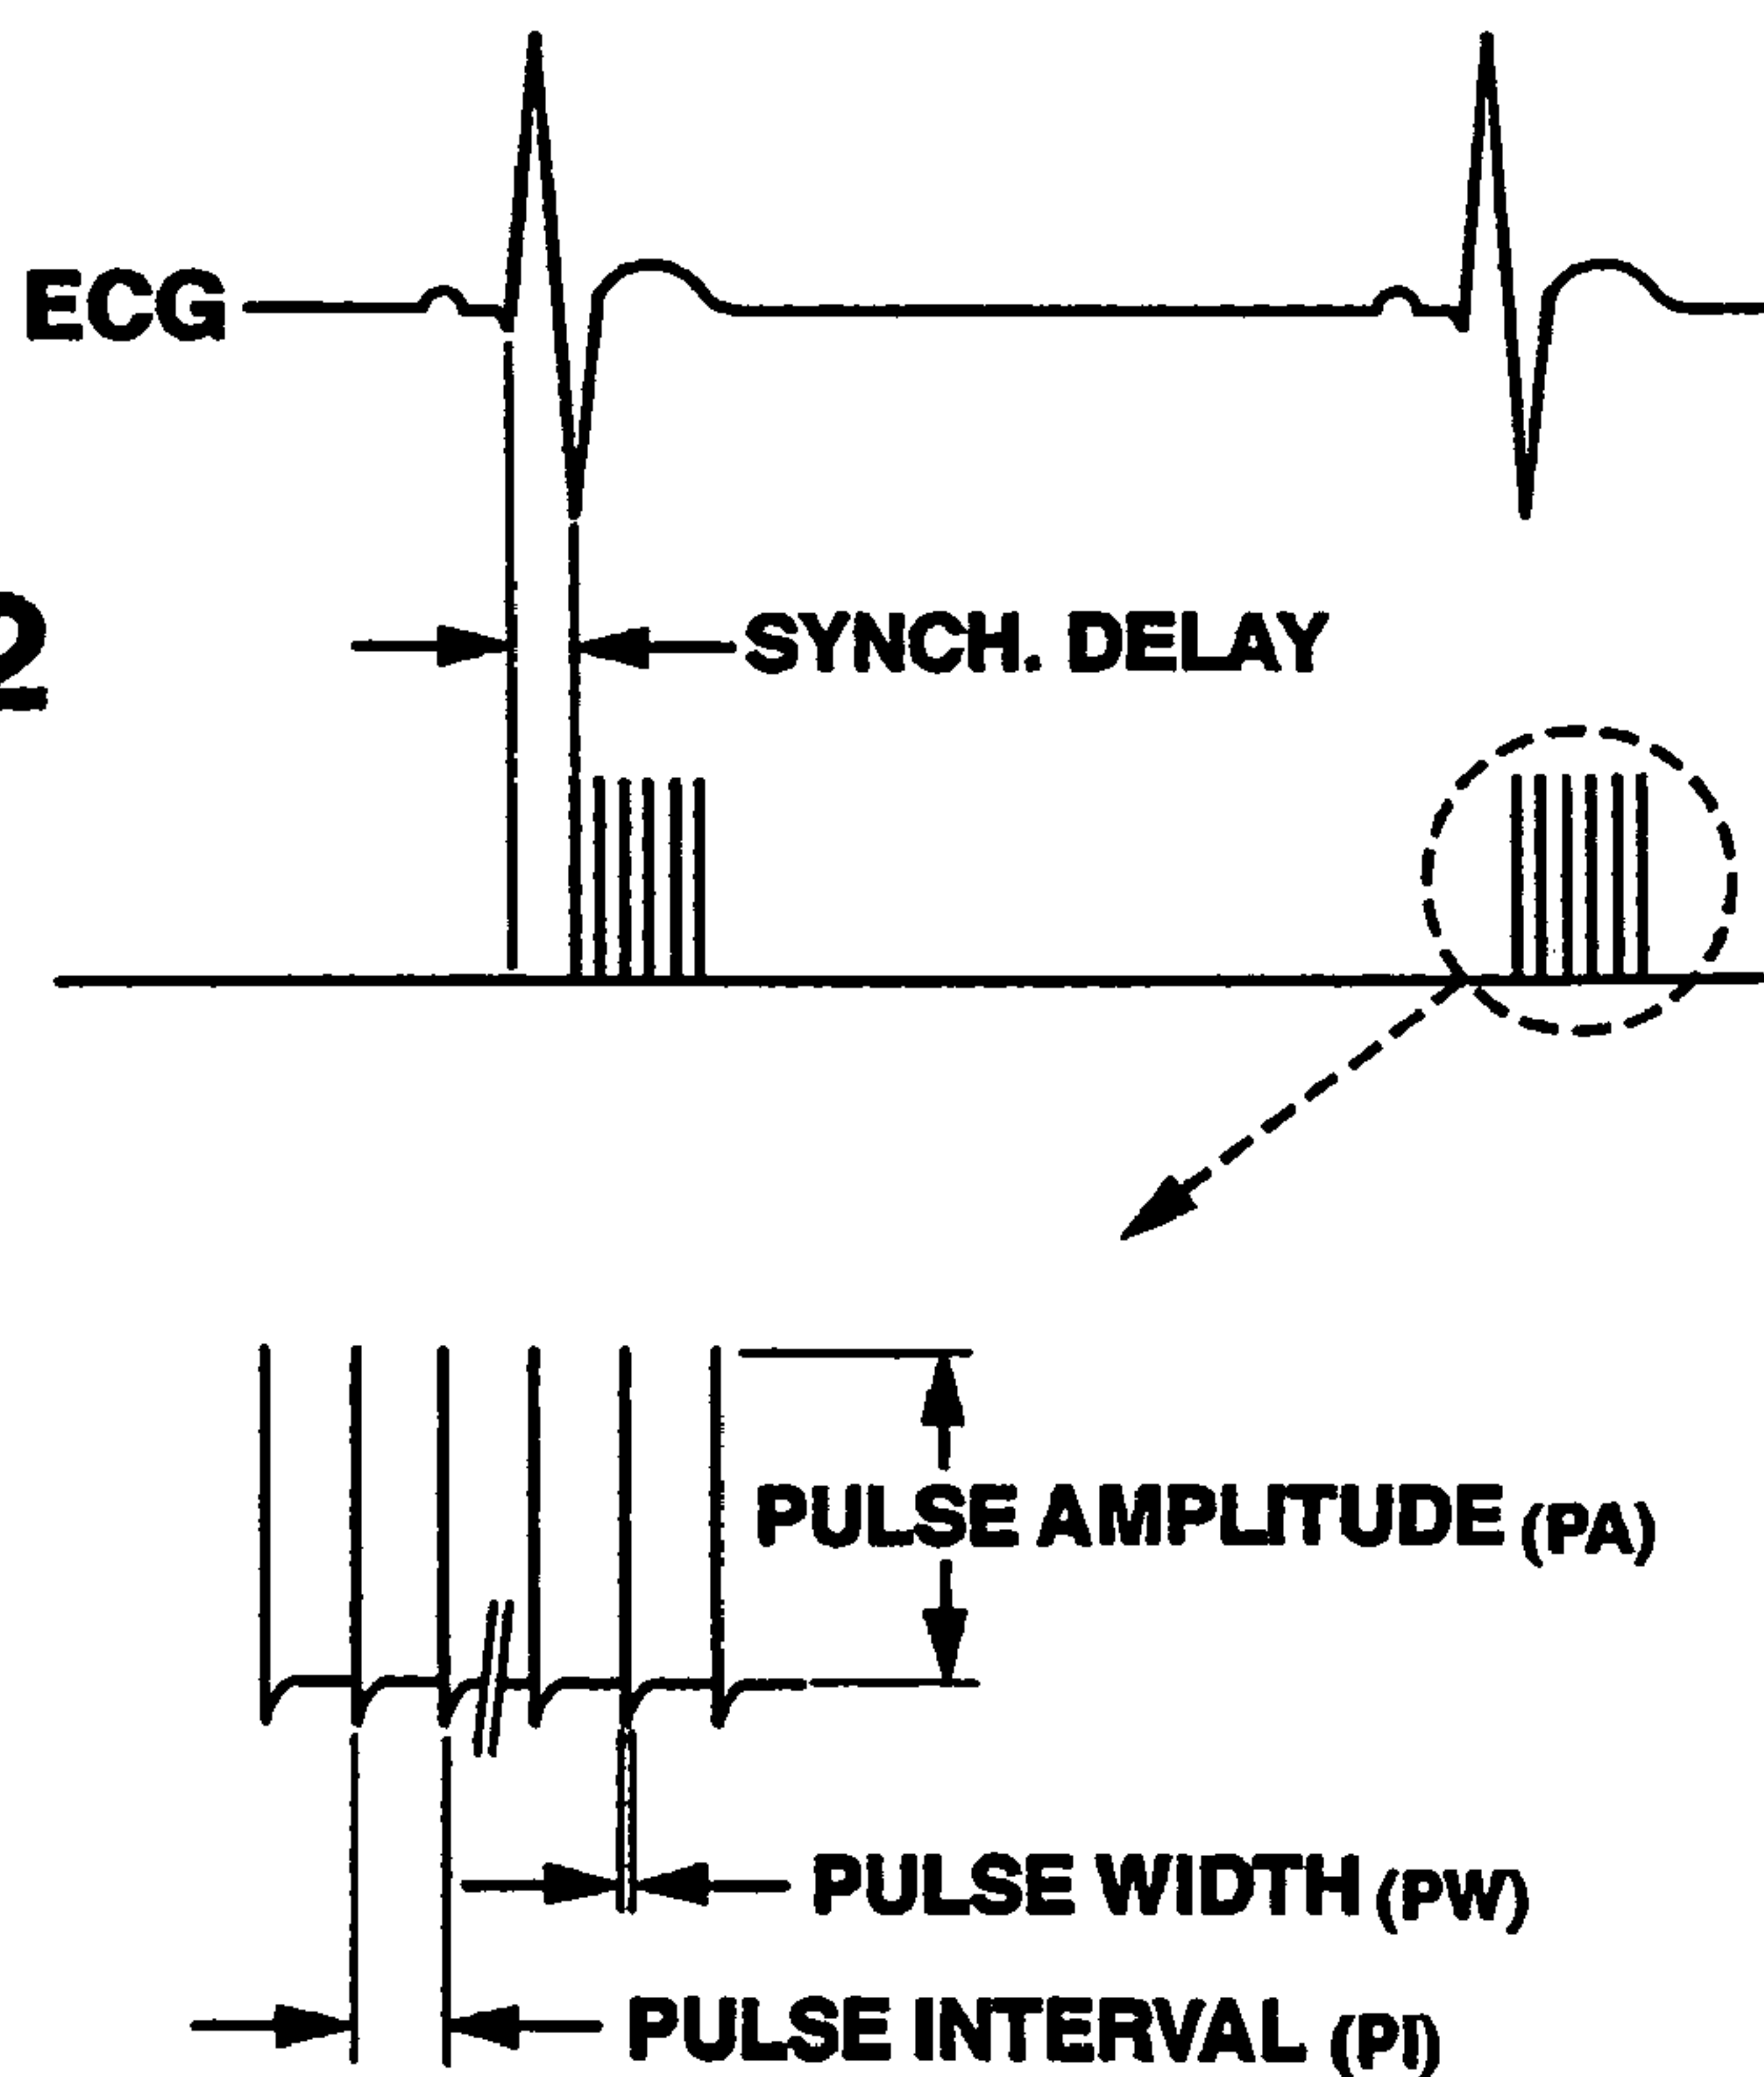 ECG
2
SYNCH. DELAY
PULSE AMPLITUDE (PA)
PULSE WIDTH (PW)
PULSE INTERVAL (PI)